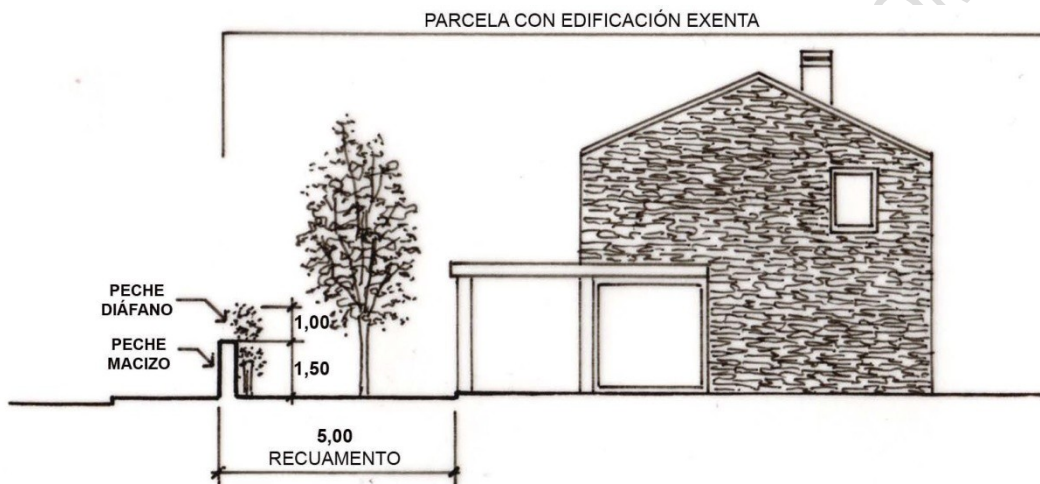 PARCELA CON EDIFICACIÓN EXENTA
PECHE
DIÁFANO
1,00
PECHE
MACIZO
1,50
5,00
RECUAMENTO